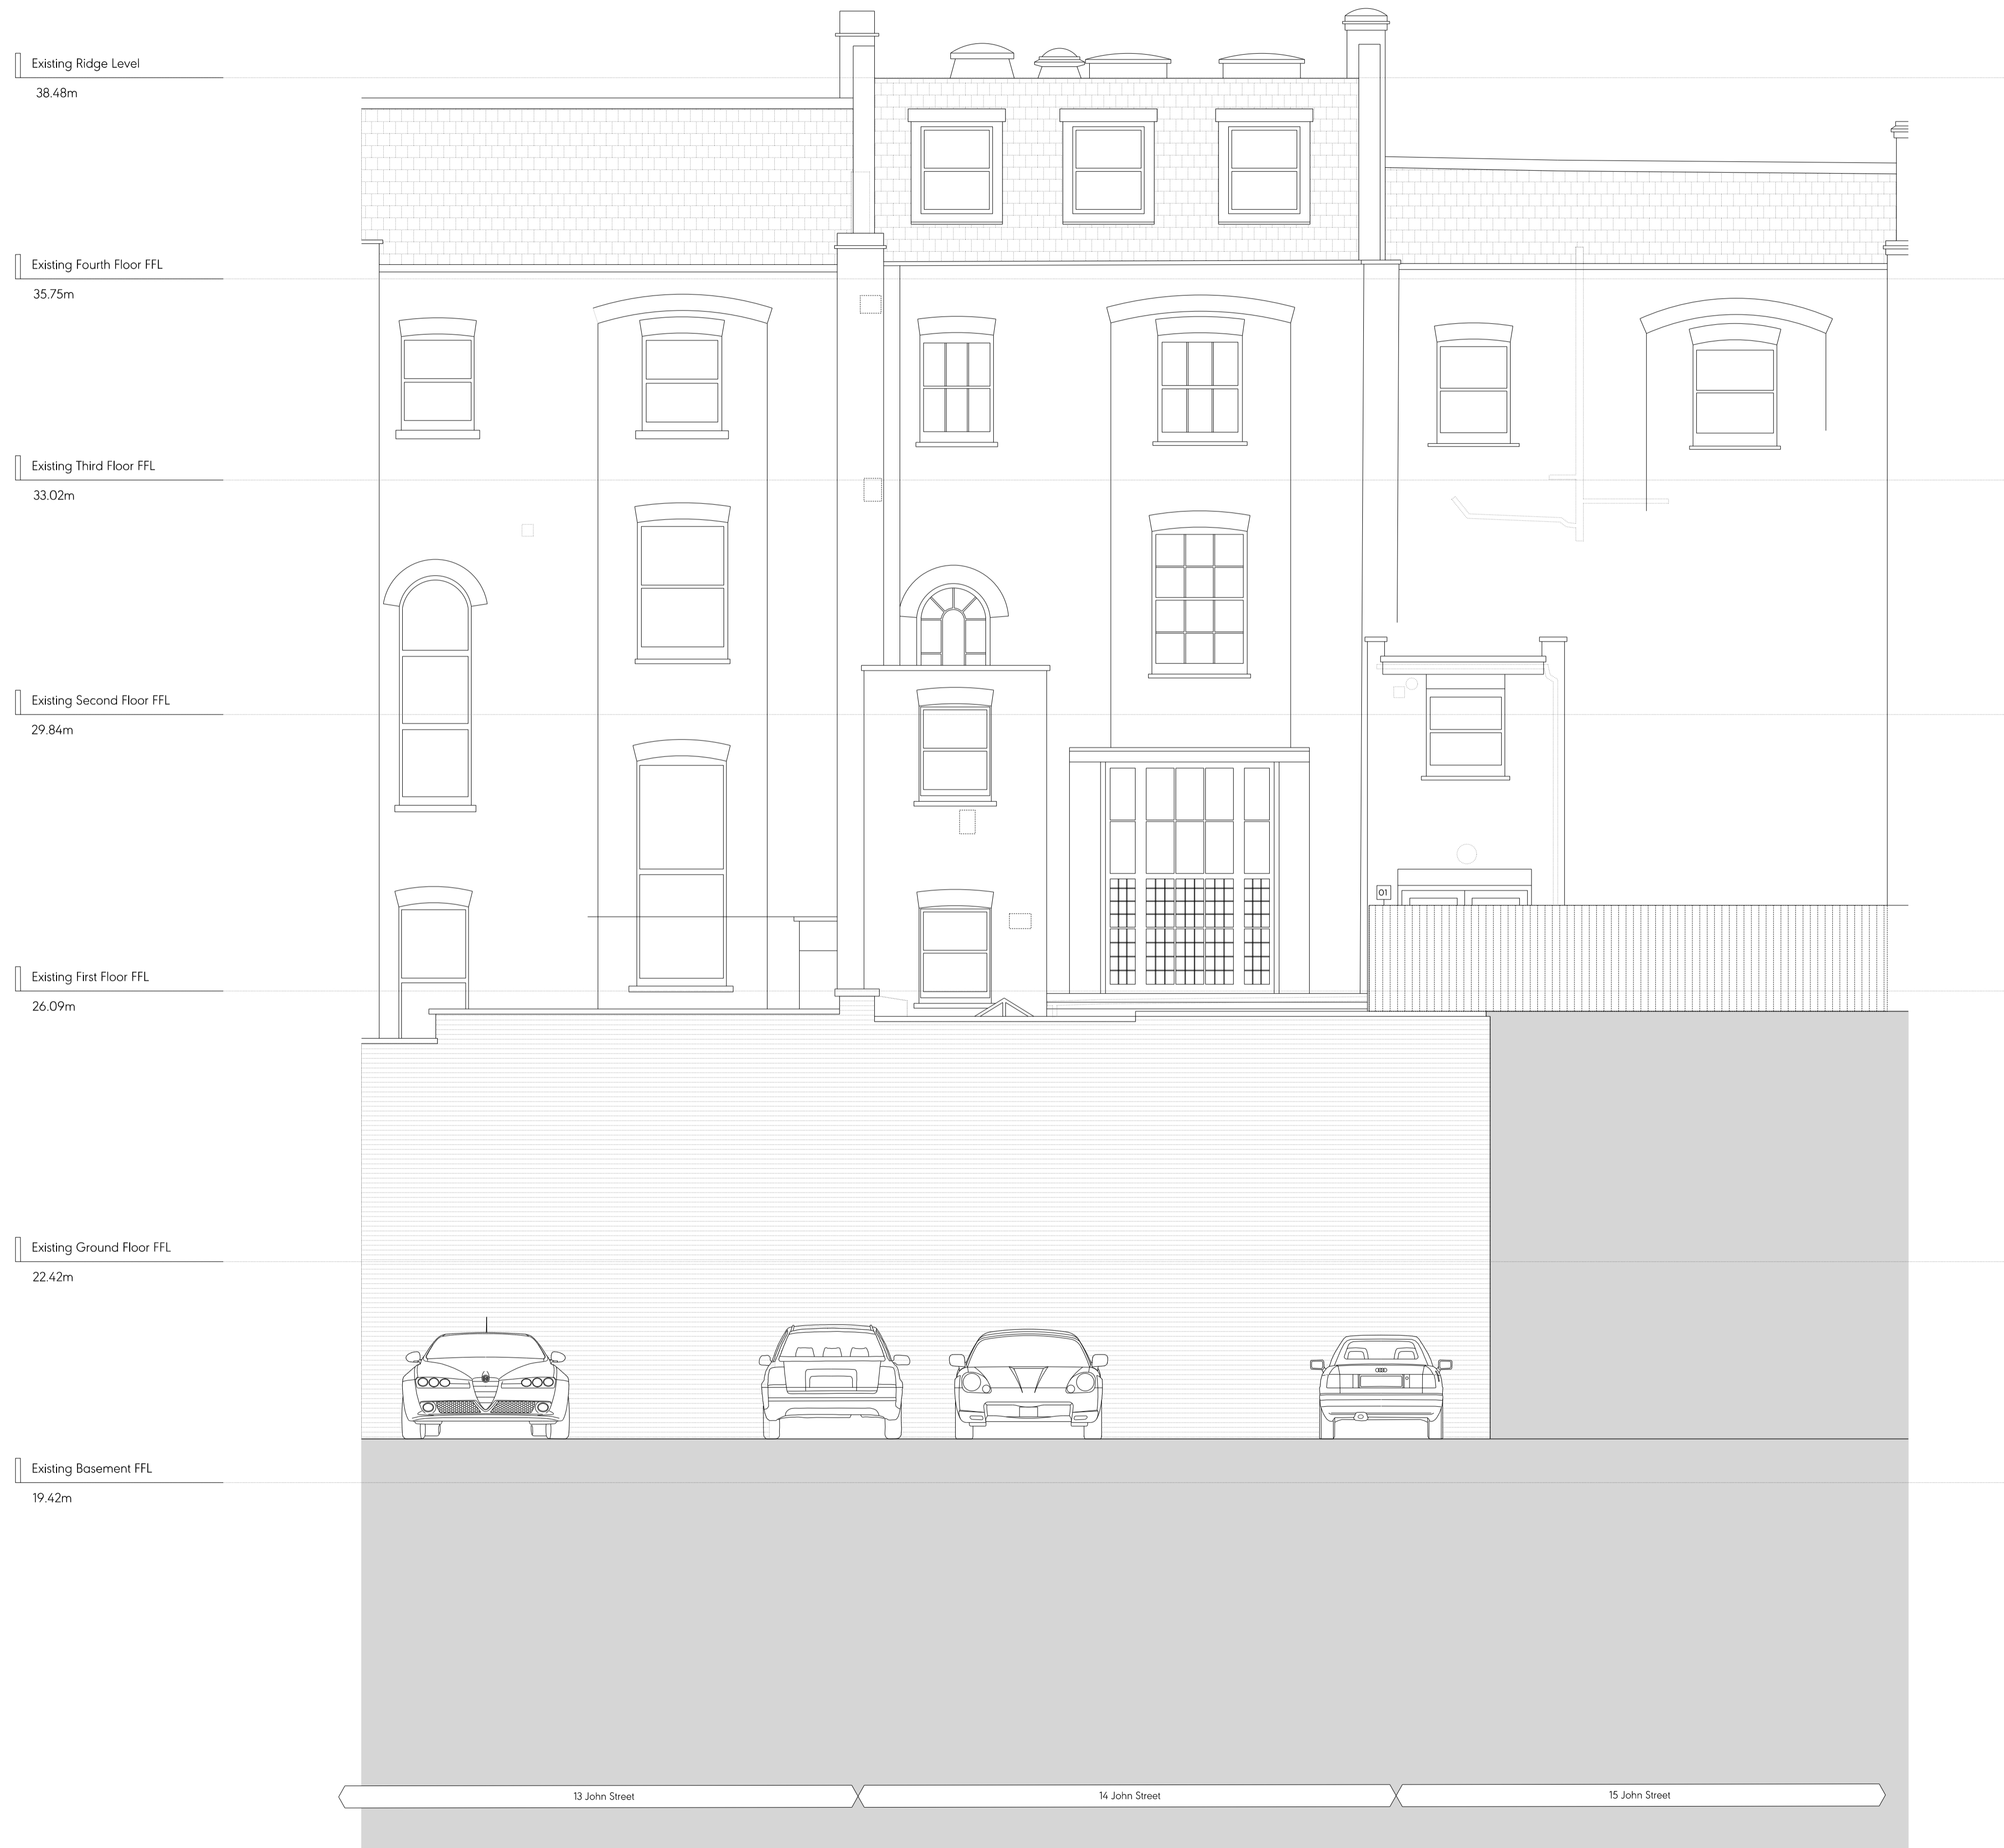 Existing Ridge Level
38.48m
Existing Fourth Floor FFL
35.75m
Existing Third Floor FFL
33.02m
Existing Second Floor FFL
29.84m
01
Existing First Floor FFL
26.09m
Existing Ground Floor FFL
22.42m
Existing Basement FFL
19.42m
13 John Street
14 John Street
15 John Street